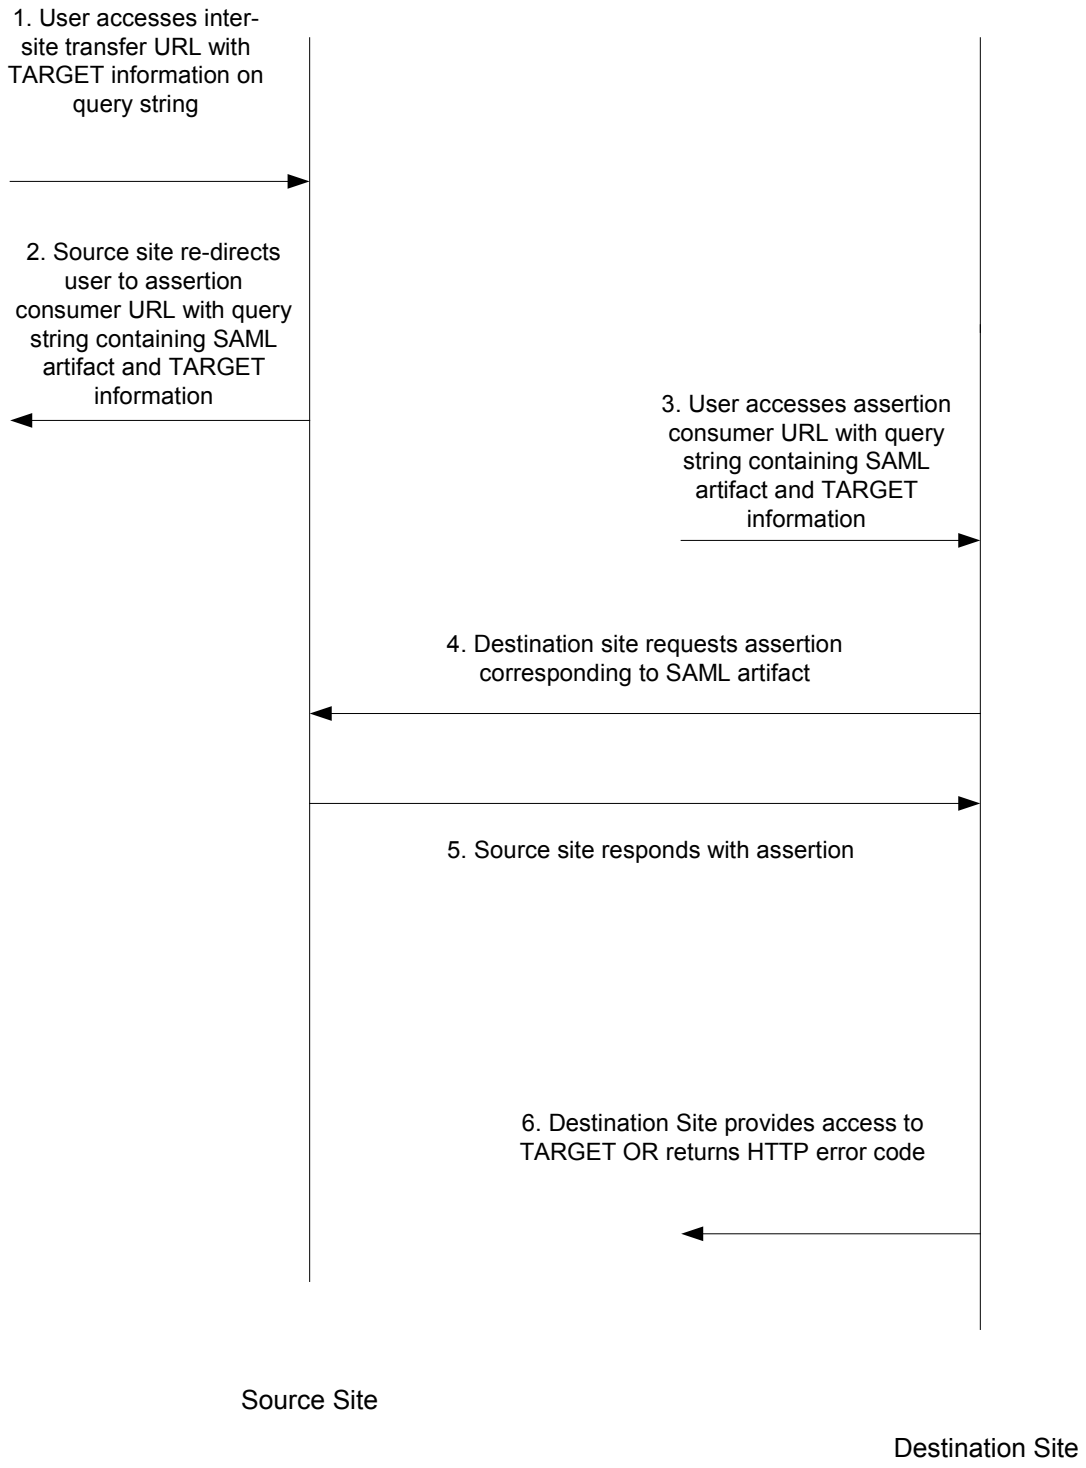 1. User accesses inter-
site transfer URL with
TARGET information on
query string
2. Source site re-directs
user to assertion
consumer URL with query
string containing SAML
artifact and TARGET
information
3. User accesses assertion
consumer URL with query
string containing SAML
artifact and TARGET
information
4. Destination site requests assertion
corresponding to SAML artifact
5. Source site responds with assertion
6. Destination Site provides access to
TARGET OR returns HTTP error code
Source Site
Destination Site